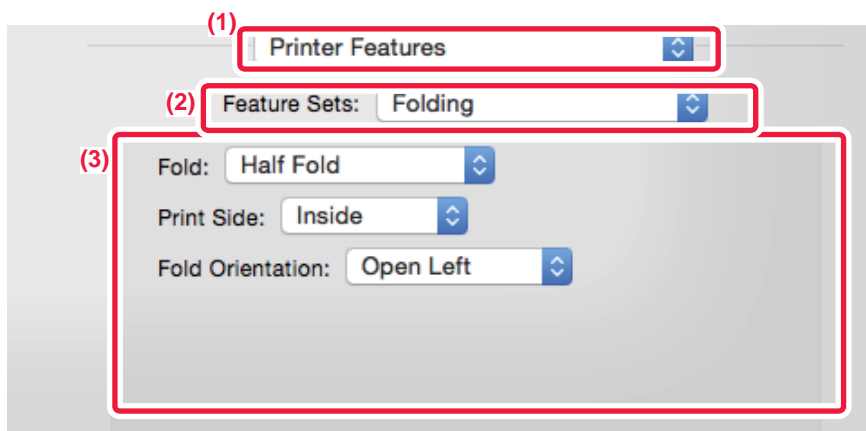 (1)
Printer Features
(2) Feature Sets: Folding
(3)
Fold: Half Fold
Print Side: Inside
Fold Orientation: Open Left